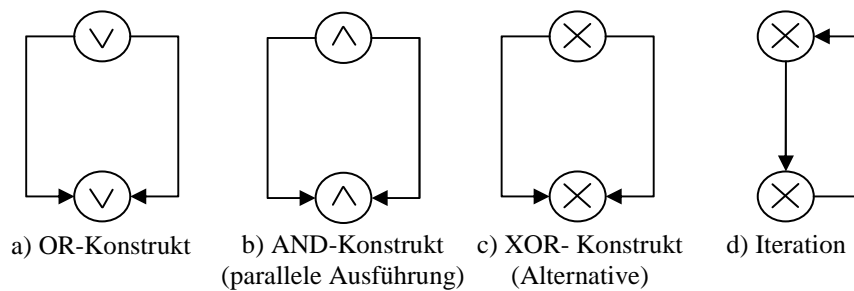 a) OR-Konstrukt
b) AND-Konstrukt
(parallele Ausführung)
c) XOR- Konstrukt
(Alternative)
d) Iteration